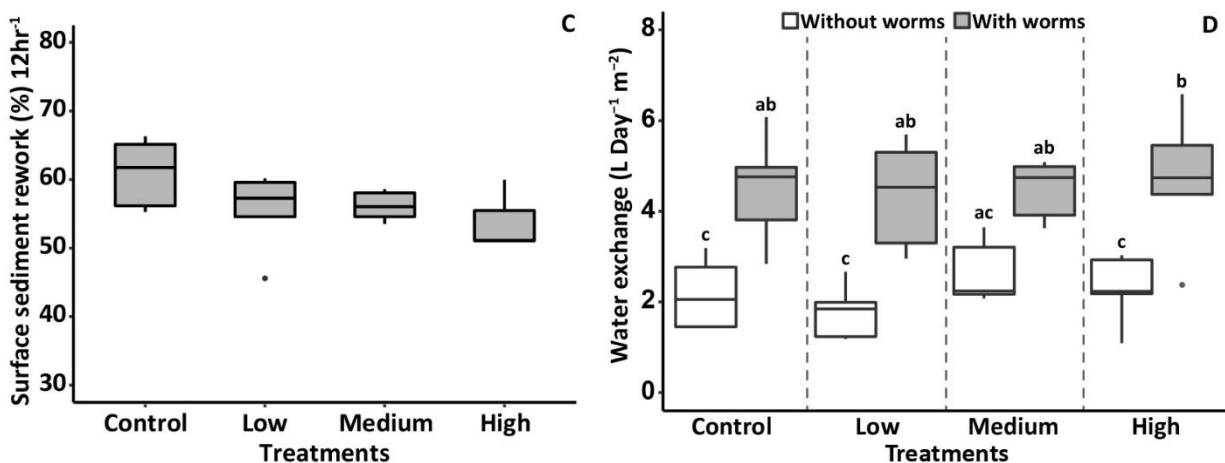 C
Surface sediment rework (%) 12hr⁻¹
80
70
60
50
40
30
Control Low Medium High
Treatments
D
Without worms With worms
Water exchange (L Day⁻¹ m⁻²)
8
6
4
2
0
ab
ab
ab
b
c
c
ac
c
Control Low Medium High
Treatments